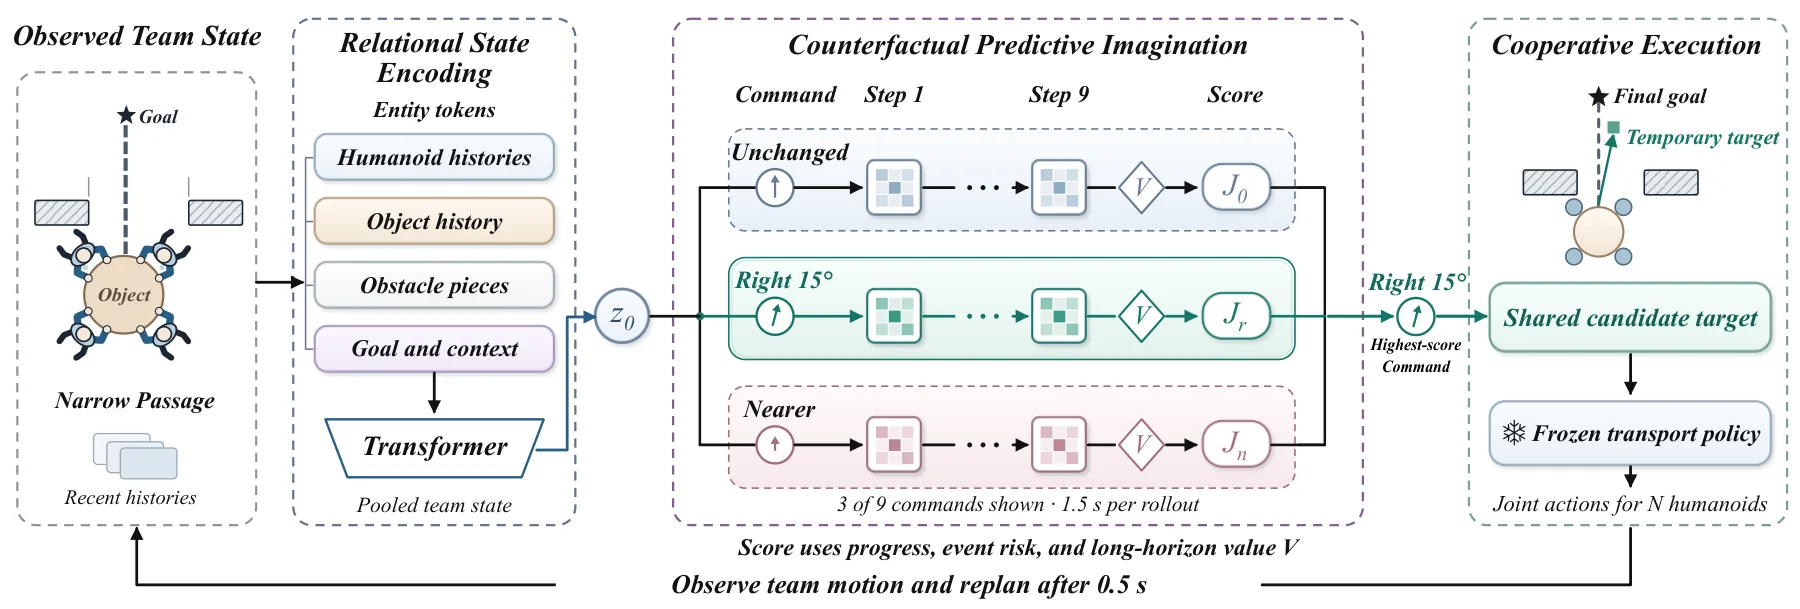 Observed Team State
Goal
Object
Narrow Passage
Recent histories
Relational State
Encoding
Entity tokens
Humanoid histories
Object history
Obstacle pieces
Goal and context
Transformer
Pooled team state
z0
Counterfactual Predictive Imagination
Command Step 1 Step 9 Score
Unchanged
··· V J0
Right 15°
··· V Jr
Nearer
··· V Jn
3 of 9 commands shown · 1.5 s per rollout
Score uses progress, event risk, and long-horizon value V
Right 15°
Highest-score
Command
Cooperative Execution
Final goal
Temporary target
Shared candidate target
Frozen transport policy
Joint actions for N humanoids
Observe team motion and replan after 0.5 s